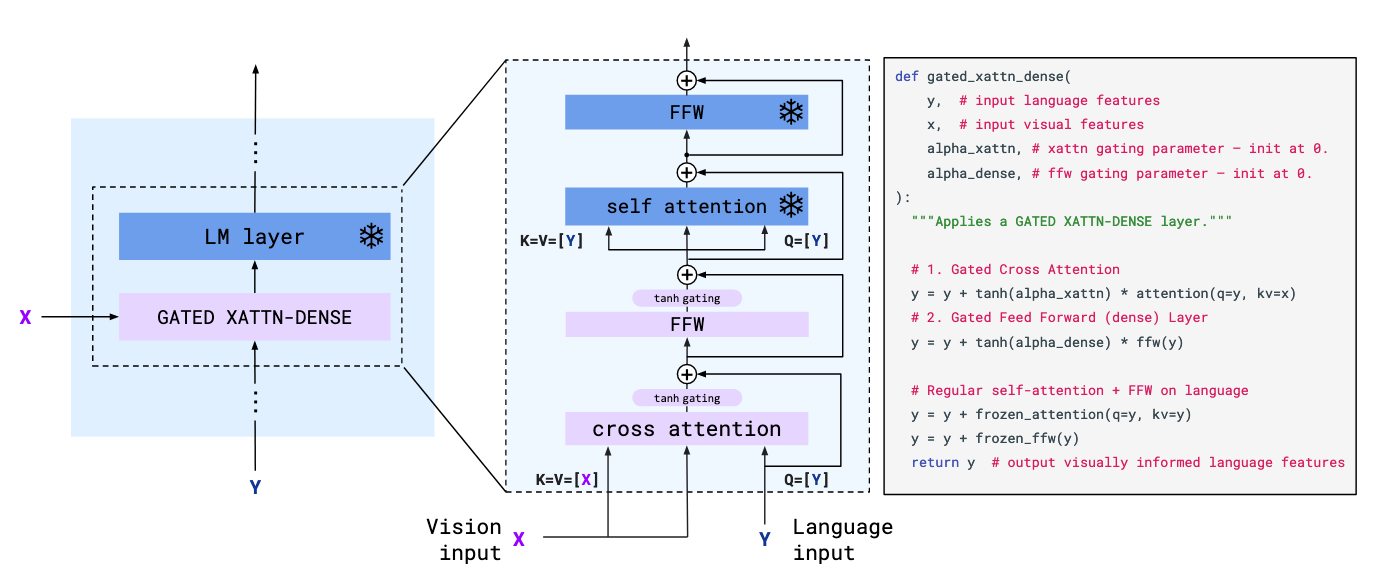 LM layer
X
GATED XATTN-DENSE
⋮
⋮
Y
FFW
self attention
K=V=[Y]
Q=[Y]
tanh gating
FFW
tanh gating
cross attention
K=V=[X]
Q=[Y]
Vision
input
X
Y
Language
input
def gated_xattn_dense(
    y,  # input language features
    x,  # input visual features
    alpha_xattn, # xattn gating parameter – init at 0.
    alpha_dense, # ffw gating parameter – init at 0.
):
  """Applies a GATED XATTN-DENSE layer."""
  # 1. Gated Cross Attention
  y = y + tanh(alpha_xattn) * attention(q=y, kv=x)
  # 2. Gated Feed Forward (dense) Layer
  y = y + tanh(alpha_dense) * ffw(y)
  # Regular self-attention + FFW on language
  y = y + frozen_attention(q=y, kv=y)
  y = y + frozen_ffw(y)
  return y  # output visually informed language features